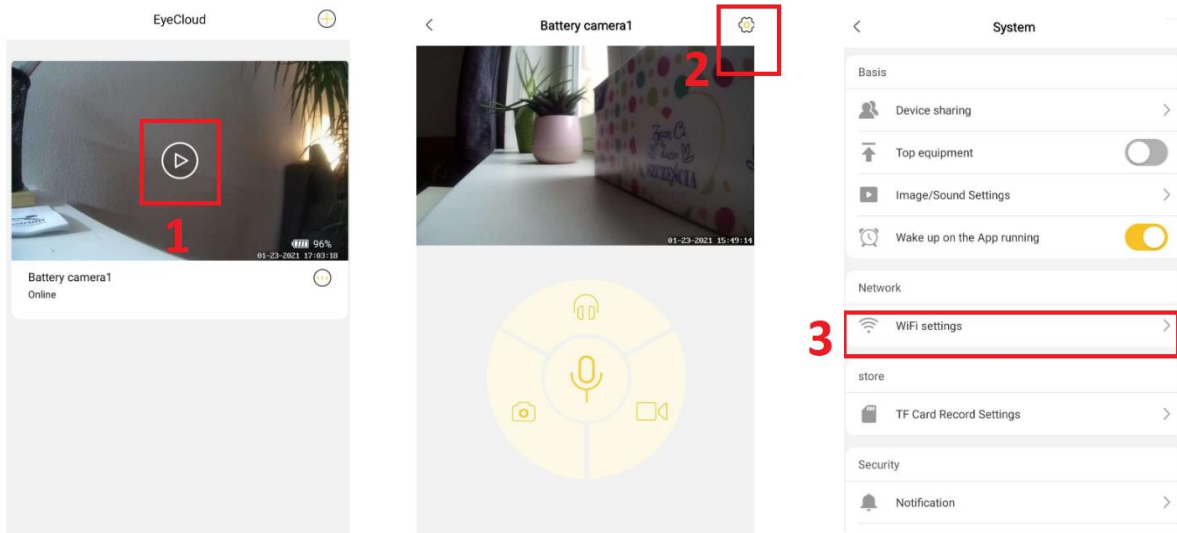 EyeCloud
1
96%
01-23-2021 17:03:18
Battery camera1
Online
Battery camera1
2
SZCZĘŚCIA
01-23-2021 15:49:14
System
Basis
Device sharing
Top equipment
Image/Sound Settings
Wake up on the App running
Network
3
WiFi settings
store
TF Card Record Settings
Security
Notification